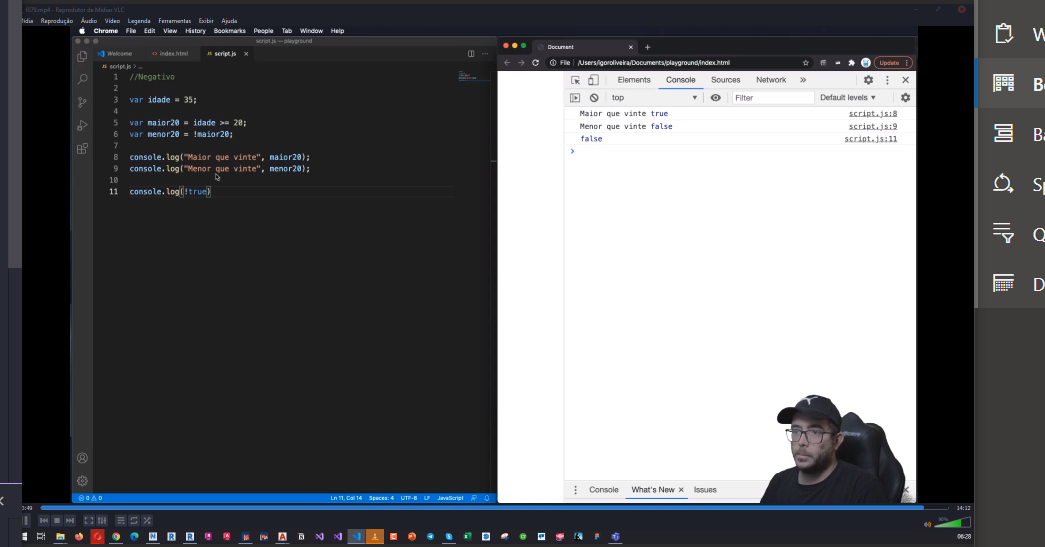 1076.mp4 - Reprodutor de Mídias VLC
Mídia Reprodução Áudio Vídeo Legenda Ferramentas Exibir Ajuda
Chrome File Edit View History Bookmarks People Tab Window Help
script.js — playground
Welcome index.html script.js
script.js > ...
1 //Negativo
2
3 var idade = 35;
4
5 var maior20 = idade >= 20;
6 var menor20 = !maior20;
7
8 console.log("Maior que vinte", maior20);
9 console.log("Menor que vinte", menor20);
10
11 console.log(!true)
0 0
Ln 11, Col 14 Spaces: 4 UTF-8 LF JavaScript
Document
File /Users/igoroliveira/Documents/playground/index.html Update
Elements Console Sources Network
top Filter Default levels
Maior que vinte true script.js:8
Menor que vinte false script.js:9
false script.js:11
Console What's New Issues
14:12
06:28